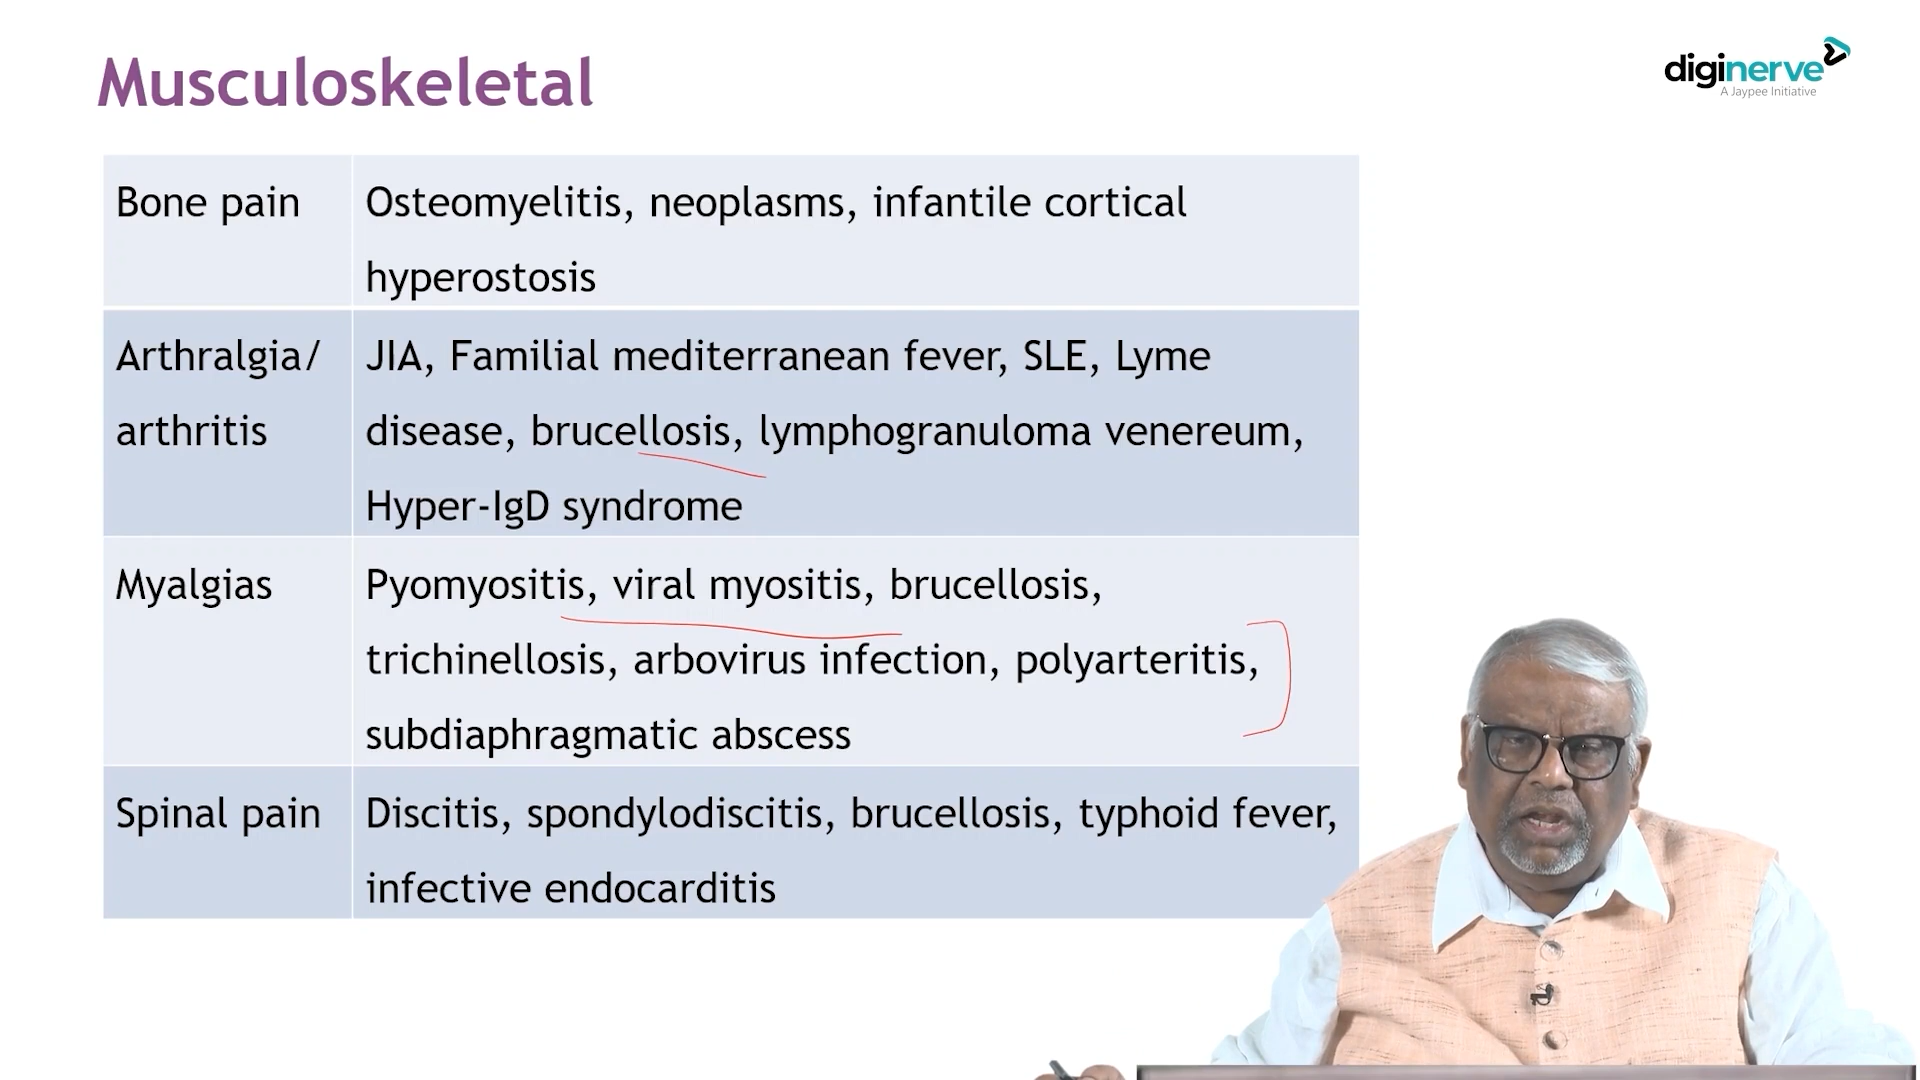 Musculoskeletal
diginerve
A Jaypee Initiative
Bone pain
Osteomyelitis, neoplasms, infantile cortical
hyperostosis
Arthralgia/
arthritis
JIA, Familial mediterranean fever, SLE, Lyme
disease, brucellosis, lymphogranuloma venereum,
Hyper-IgD syndrome
Myalgias
Pyomyositis, viral myositis, brucellosis,
trichinellosis, arbovirus infection, polyarteritis,
subdiaphragmatic abscess
Spinal pain
Discitis, spondylodiscitis, brucellosis, typhoid fever,
infective endocarditis